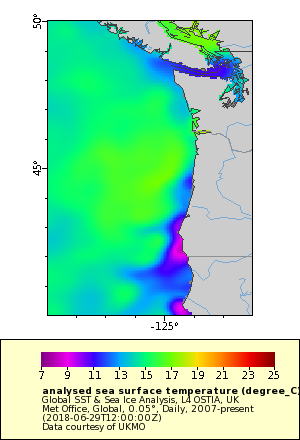 50°
45°
-125°
7 9 11 13 15 17 19 21 23 25
analysed sea surface temperature (degree_C)
Global SST & Sea Ice Analysis, L4 OSTIA, UK
Met Office, Global, 0.05°, Daily, 2007-present
(2018-06-29T12:00:00Z)
Data courtesy of UKMO